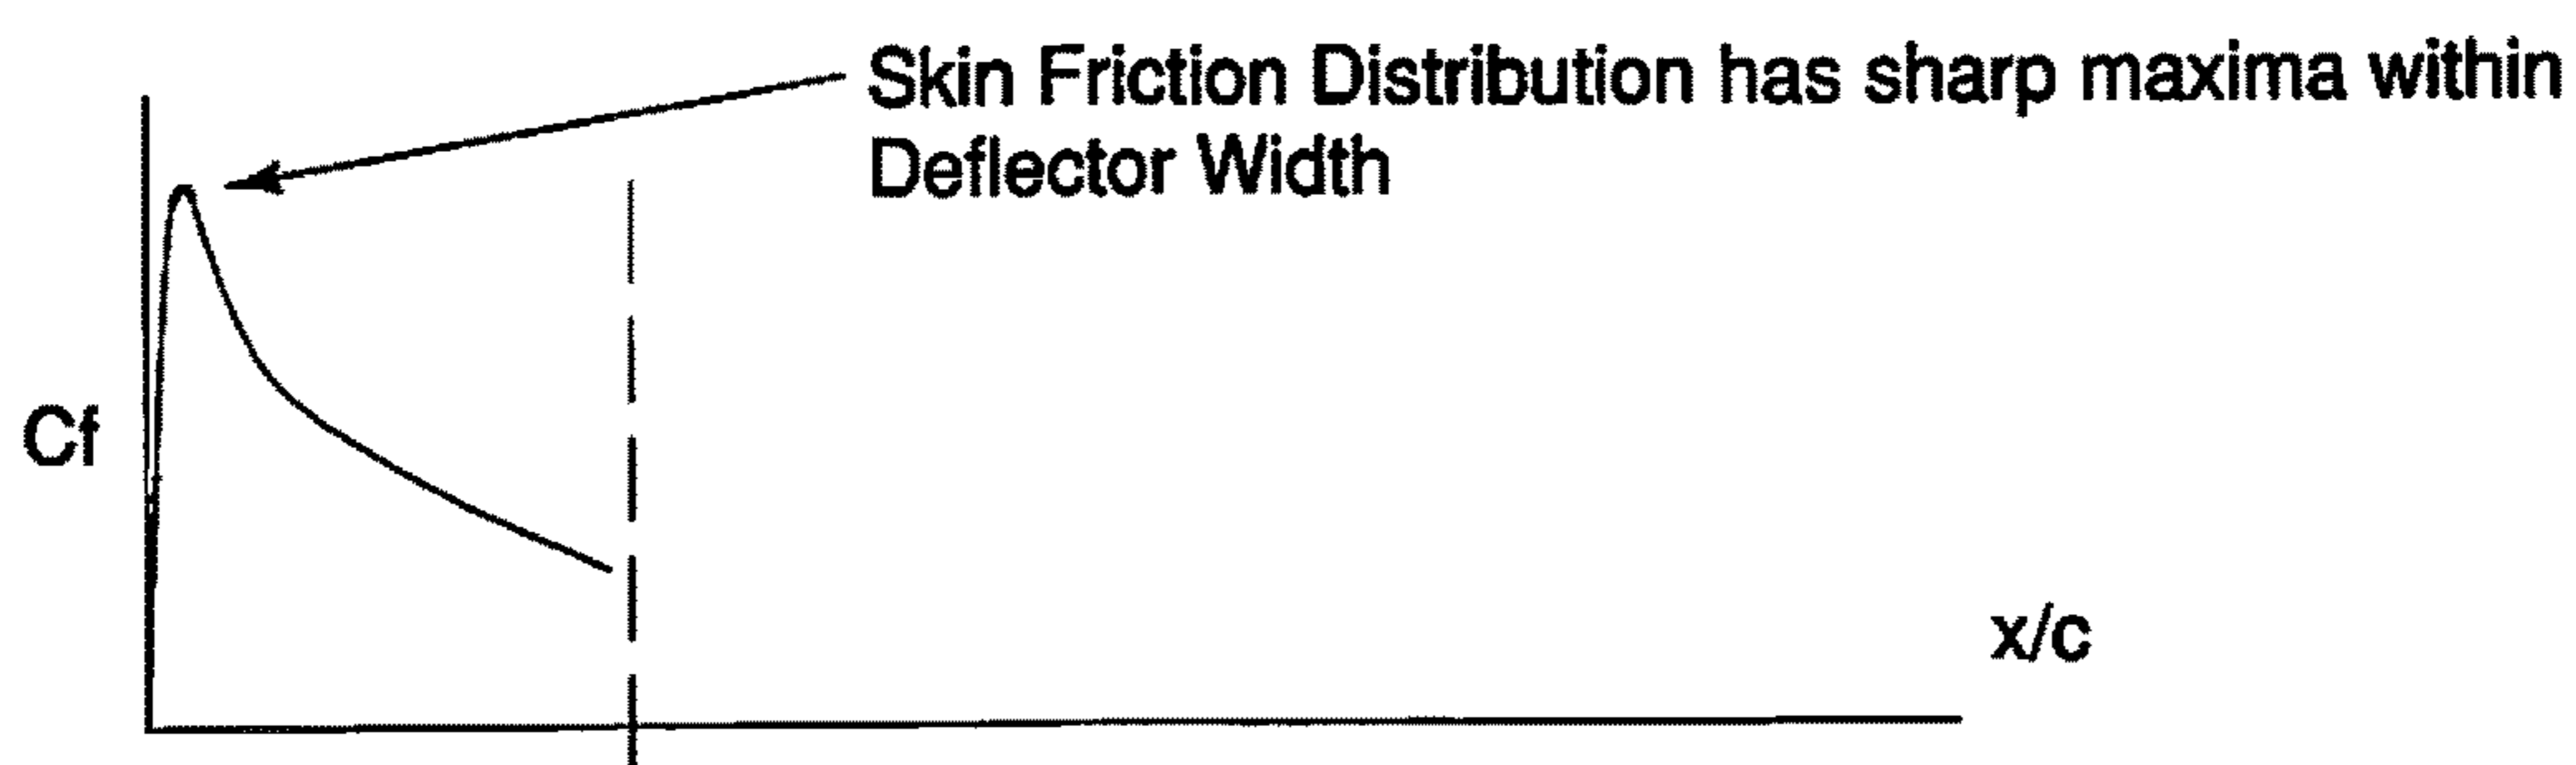 Skin Friction Distribution has sharp maxima within
Deflector Width
Cf
x/c